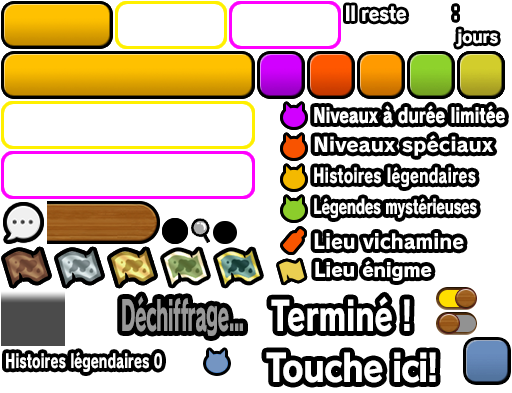 Il reste :
jours
Niveaux à durée limitée
Niveaux spéciaux
Histoires légendaires
Légendes mystérieuses
Lieu vichamine
Lieu énigme
Déchiffrage...
Terminé !
Histoires légendaires 0
Touche ici!